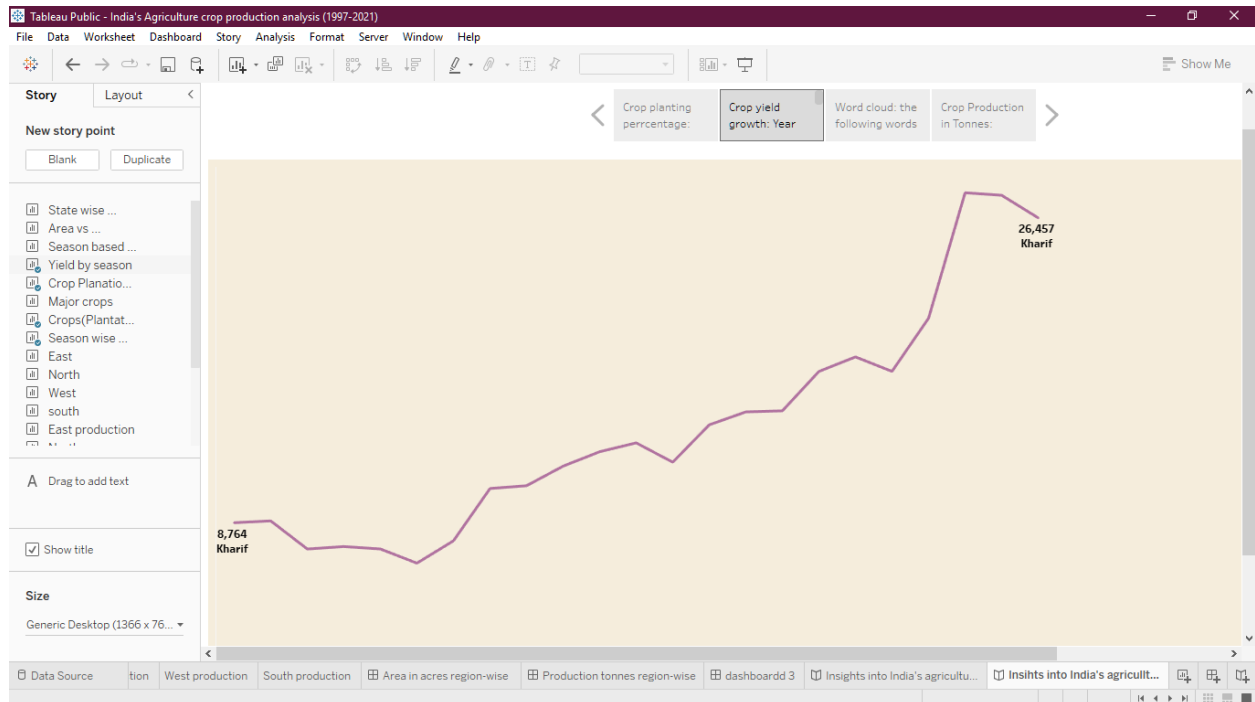 Tableau Public - India's Agriculture crop production analysis (1997-2021)
File Data Worksheet Dashboard Story Analysis Format Server Window Help
Show Me
Story Layout
New story point
Blank Duplicate
State wise ...
Area vs ...
Season based ...
Yield by season
Crop Planatio...
Major crops
Crops(Plantat...
Season wise ...
East
North
West
south
East production
A Drag to add text
Show title
Size
Generic Desktop (1366 x 76...
Crop planting
perrcentage:
Crop yield
growth: Year
Word cloud: the
following words
Crop Production
in Tonnes:
26,457
Kharif
8,764
Kharif
Data Source tion West production South production Area in acres region-wise Production tonnes region-wise dashboardd 3 Insights into India's agricultu... Insihts into India's agricullt...